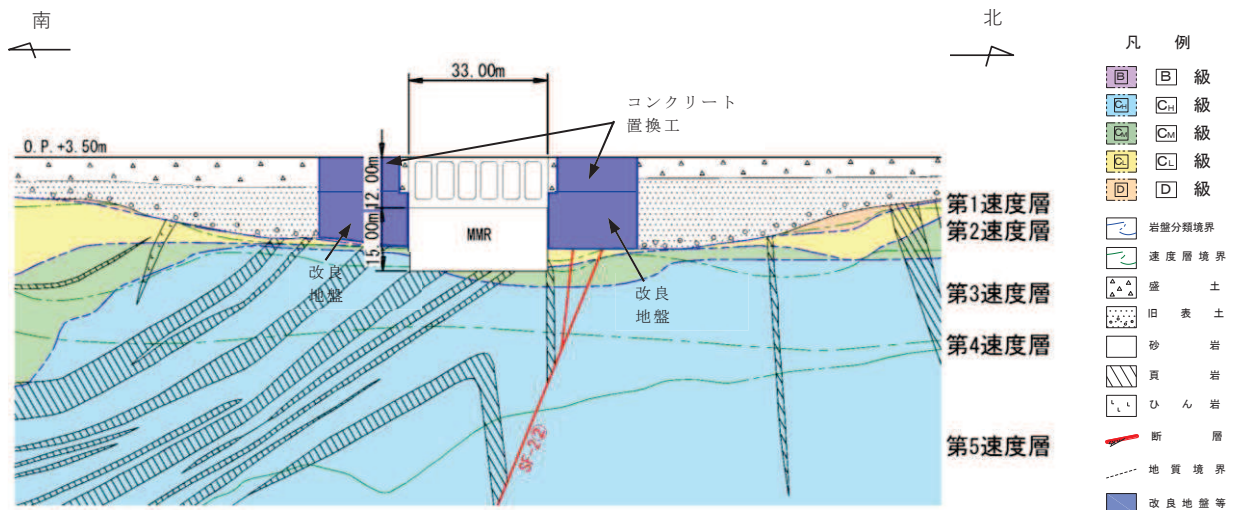 南
北
33.00m
コンクリート
置換工
O.P.+3.50m
12.00m
15.00m
MMR
改良
地盤
改良
地盤
SF-2②
第1速度層
第2速度層
第3速度層
第4速度層
第5速度層
凡 例
B B 級
CH CH 級
CM CM 級
CL CL 級
D D 級
岩盤分類境界
速度層境界
盛 土
旧 表 土
砂 岩
頁 岩
ひ ん 岩
断 層
地 質 境 界
改 良 地 盤 等